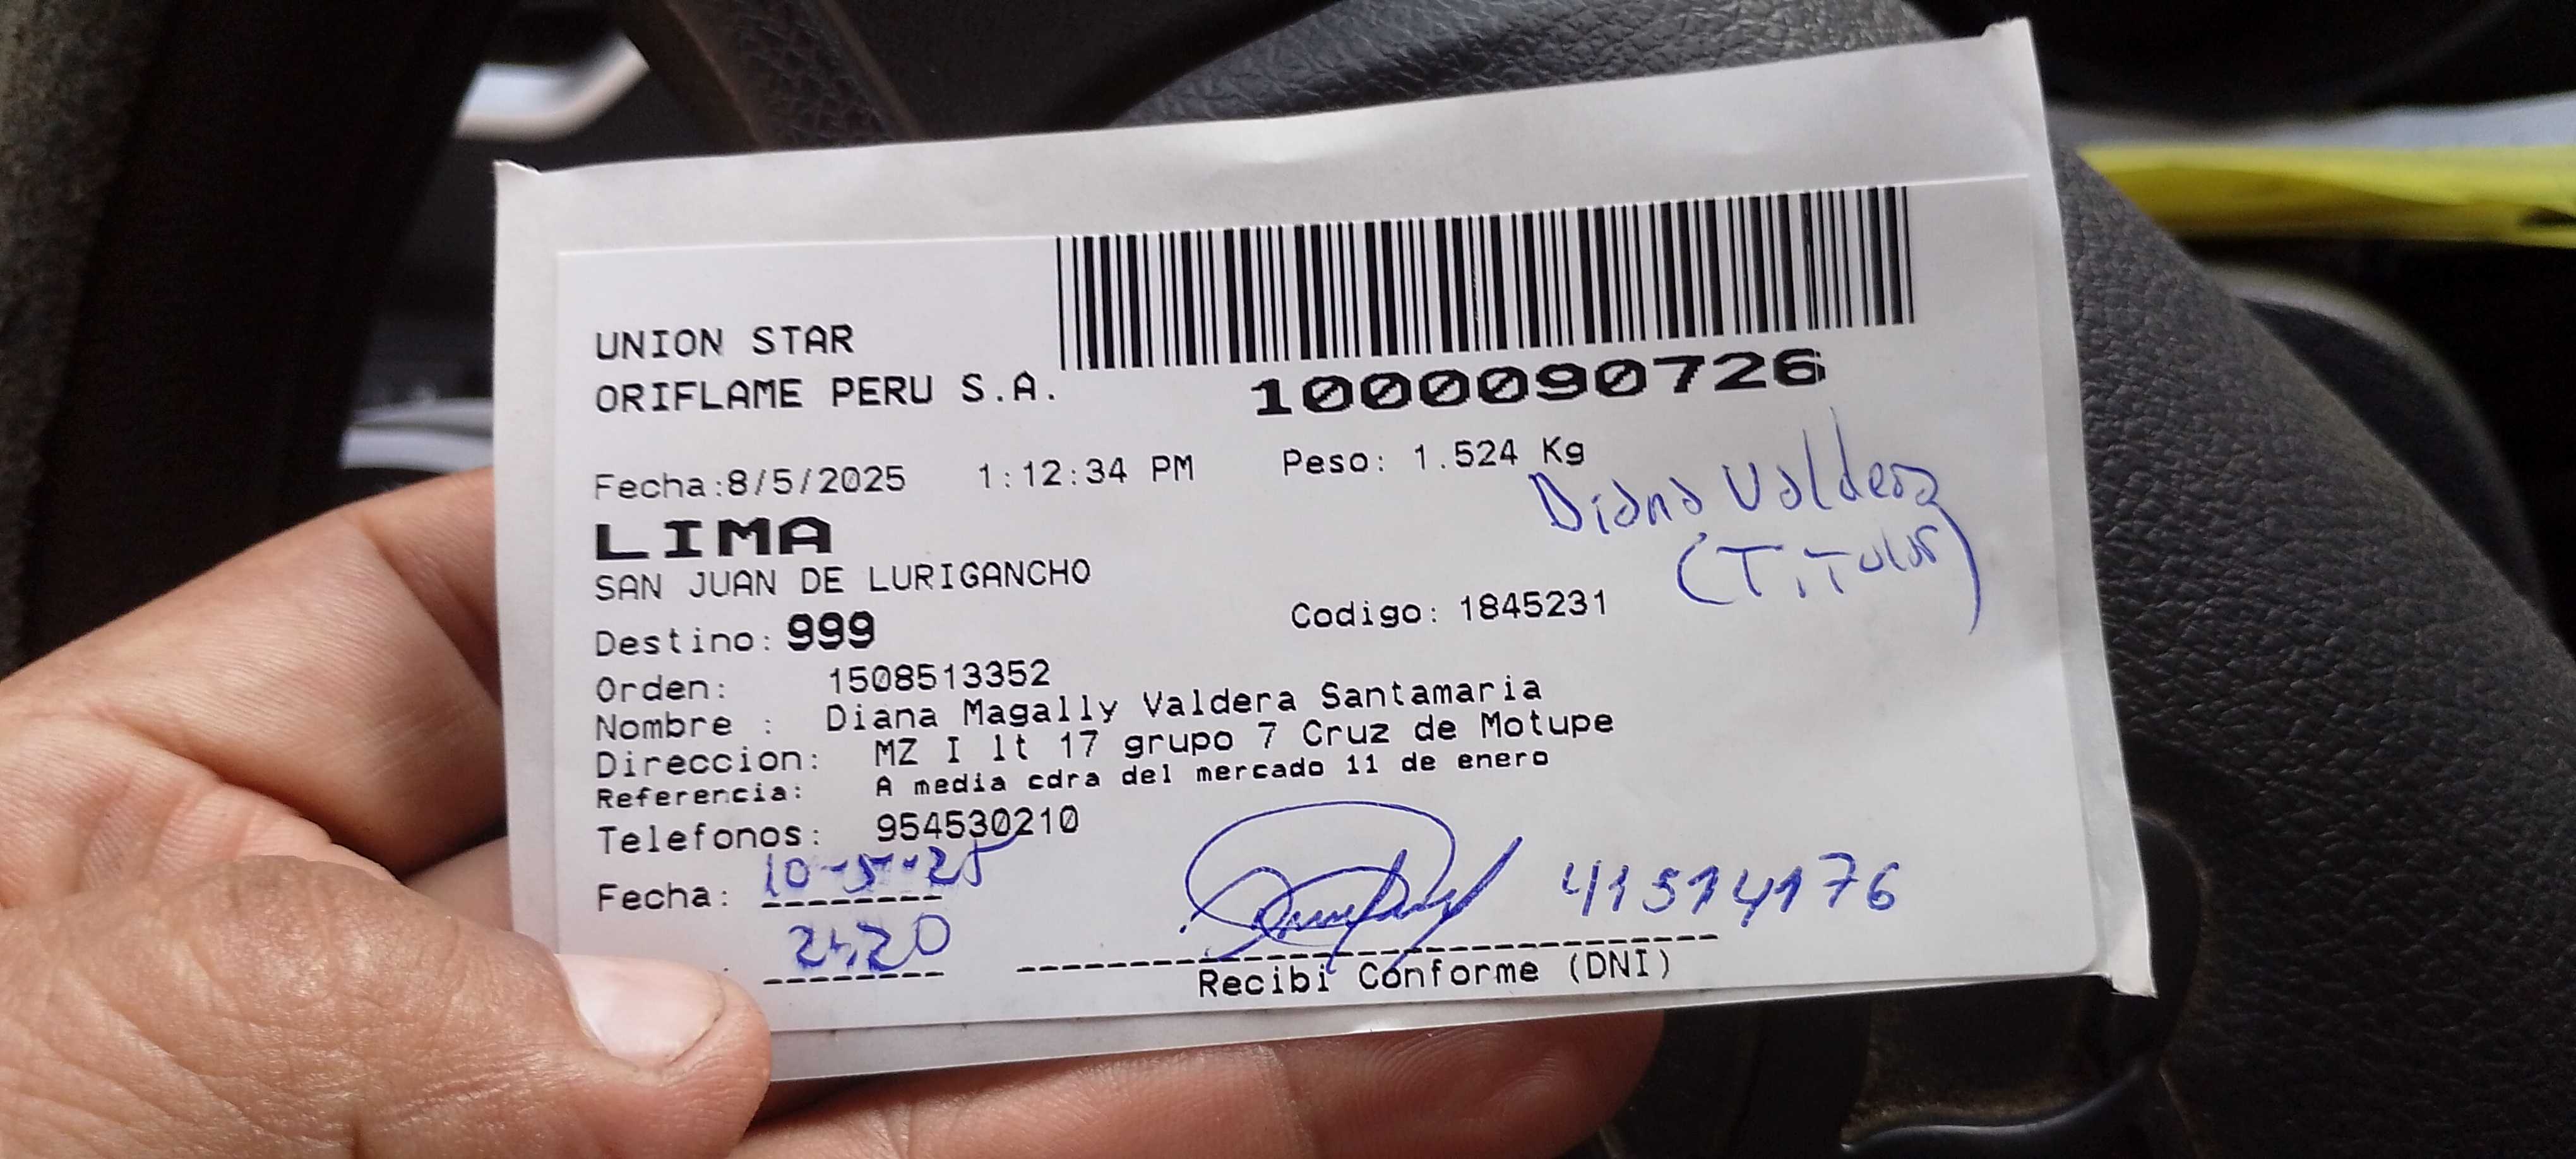 UNION STAR
ORIFLAME PERU S.A.
1000090726
Fecha:8/5/2025 1:12:34 PM Peso: 1.524 Kg
Diana Valdera
(Titular)
LIMA
SAN JUAN DE LURIGANCHO
Destino: 999 Codigo: 1845231
Orden: 1508513352
Nombre : Diana Magally Valdera Santamaria
Direccion: MZ I lt 17 grupo 7 Cruz de Motupe
Referencia: A media cdra del mercado 11 de enero
Telefonos: 954530210
Fecha: 10-5-25
41514176
Recibi Conforme (DNI)